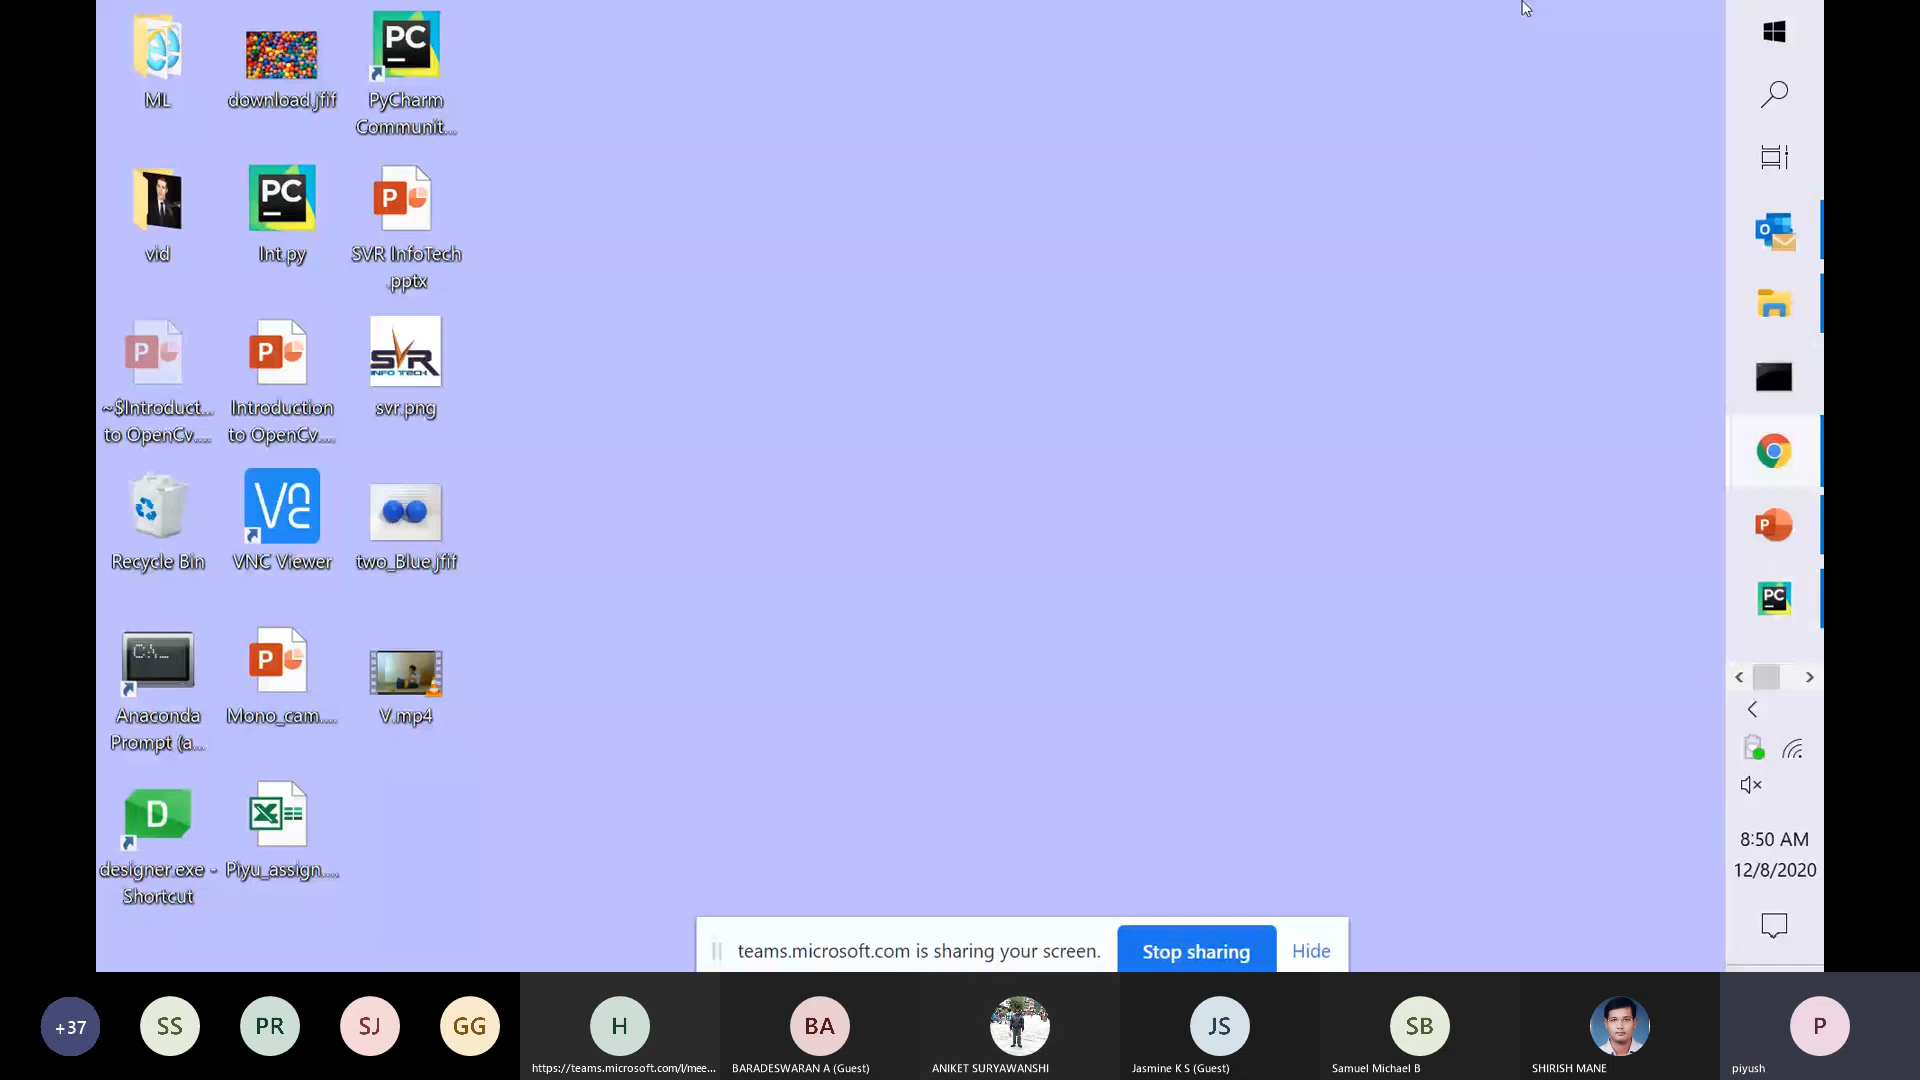 ML
download.jfif
PyCharm
Communit...
vid
Int.py
SVR InfoTech
.pptx
~$Introduct...
to OpenCv....
Introduction
to OpenCv....
SVR
INFO TECH
svr.png
Recycle Bin
VNC Viewer
two_Blue.jfif
Anaconda
Prompt (a...
Mono_cam....
V.mp4
designer.exe -
Shortcut
Piyu_assign....
8:50 AM
12/8/2020
teams.microsoft.com is sharing your screen.
Stop sharing
Hide
+37
SS
PR
SJ
GG
H
BA
JS
SB
P
https://teams.microsoft.com/l/mee...
BARADESWARAN A (Guest)
ANIKET SURYAWANSHI
Jasmine K S (Guest)
Samuel Michael B
SHIRISH MANE
piyush